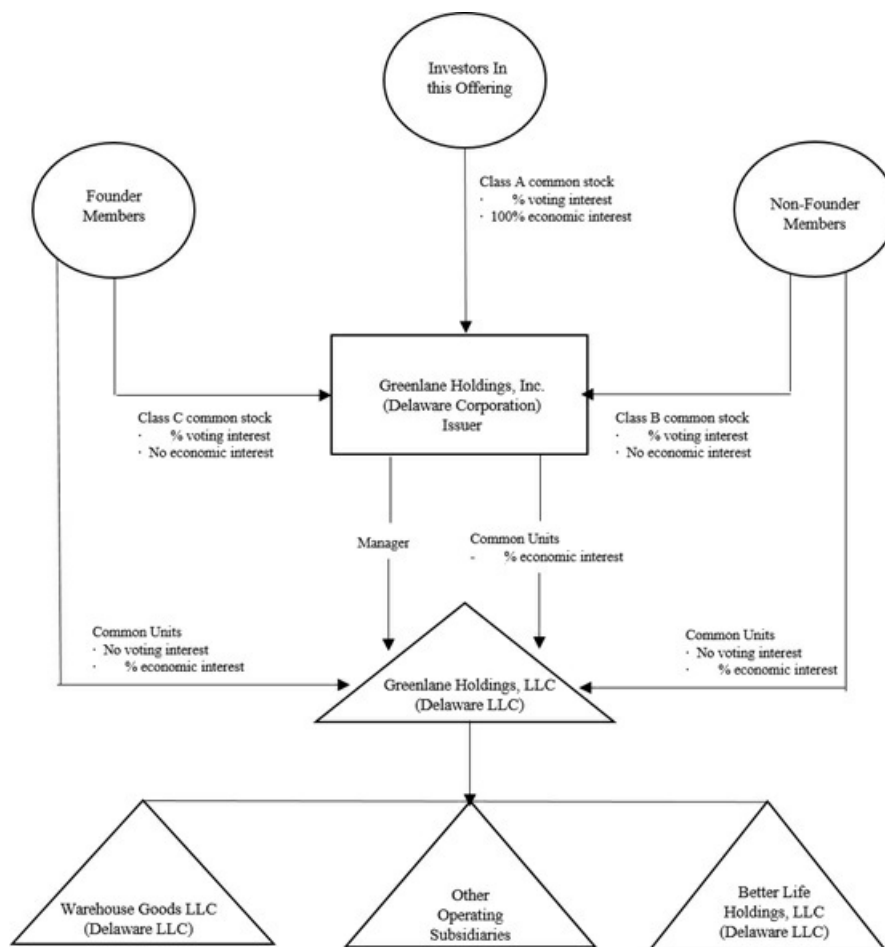 Investors In
this Offering
Founder
Members
Class A common stock
· % voting interest
· 100% economic interest
Non-Founder
Members
Greenlane Holdings, Inc.
(Delaware Corporation)
Issuer
Class C common stock
· % voting interest
· No economic interest
Class B common stock
· % voting interest
· No economic interest
Manager
Common Units
- % economic interest
Common Units
· No voting interest
· % economic interest
Common Units
· No voting interest
· % economic interest
Greenlane Holdings, LLC
(Delaware LLC)
Warehouse Goods LLC
(Delaware LLC)
Other
Operating
Subsidiaries
Better Life
Holdings, LLC
(Delaware LLC)